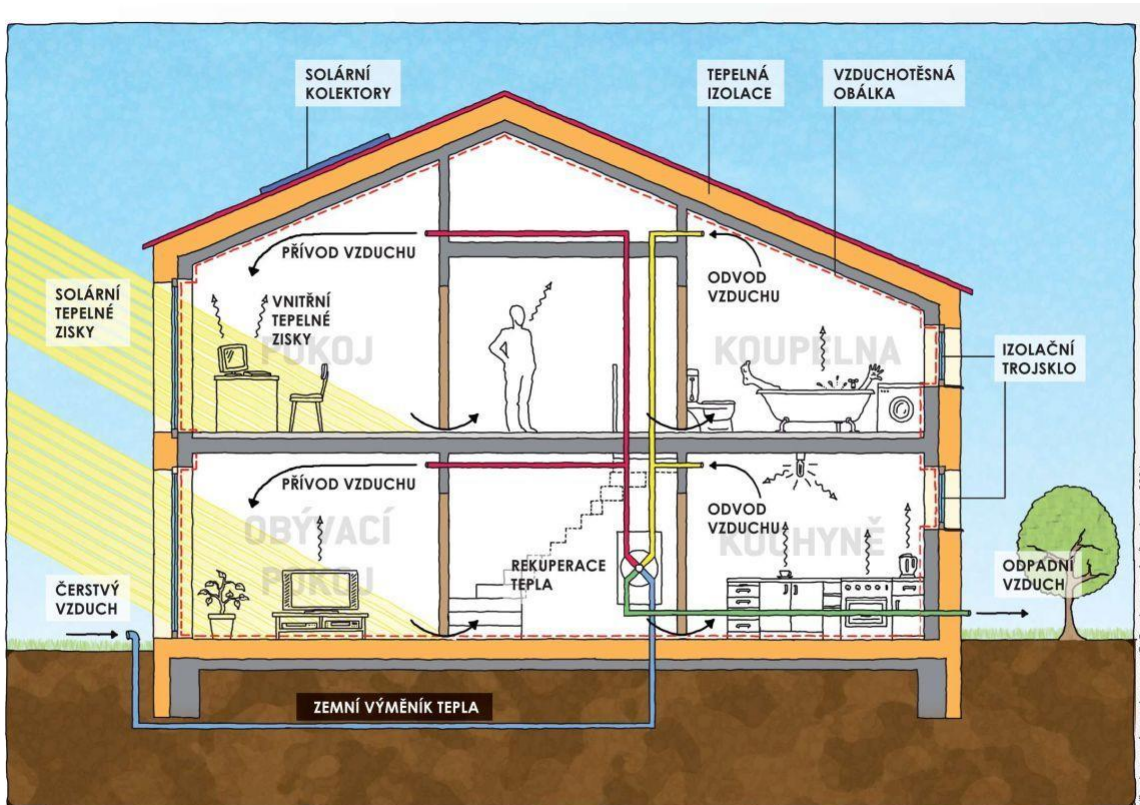 SOLÁRNÍ
KOLEKTORY
TEPELNÁ
IZOLACE
VZDUCHOTĚSNÁ
OBÁLKA
PŘÍVOD VZDUCHU
ODVOD
VZDUCHU
SOLÁRNÍ
TEPELNÉ
ZISKY
VNITŘNÍ
TEPELNÉ
ZISKY
POKOJ
KOUPELNA
IZOLAČNÍ
TROJSKLO
PŘÍVOD VZDUCHU
ODVOD
VZDUCHU
OBÝVACÍ
POKOJ
KUCHYNĚ
REKUPERACE
TEPLA
ODPADNÍ
VZDUCH
ČERSTVÝ
VZDUCH
ZEMNÍ VÝMĚNÍK TEPLA